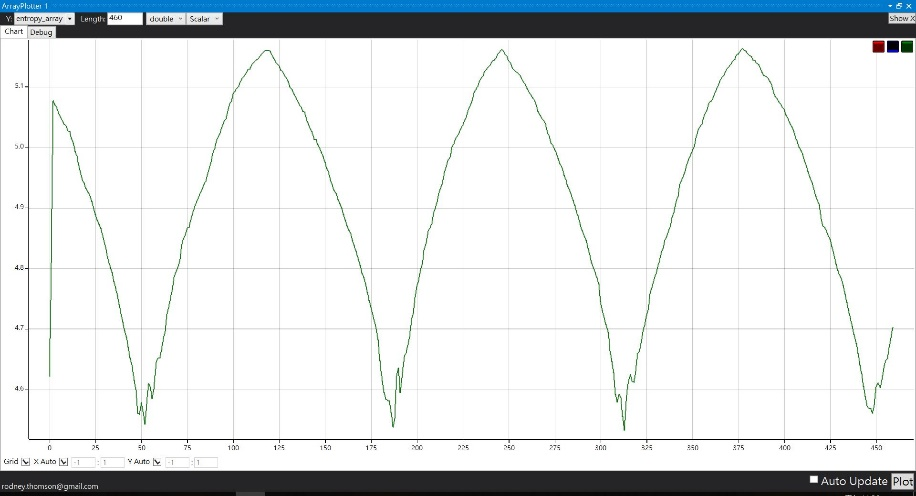 ArrayPlotter 1
Y: entropy_array Length: 460 double Scalar Show X
Chart Debug
5.1
5.0
4.9
4.8
4.7
4.6
0 25 50 75 100 125 150 175 200 225 250 275 300 325 350 375 400 425 450
Grid X Auto -1 : 1 Y Auto -1 : 1
rodney.thomson@gmail.com
Auto Update Plot